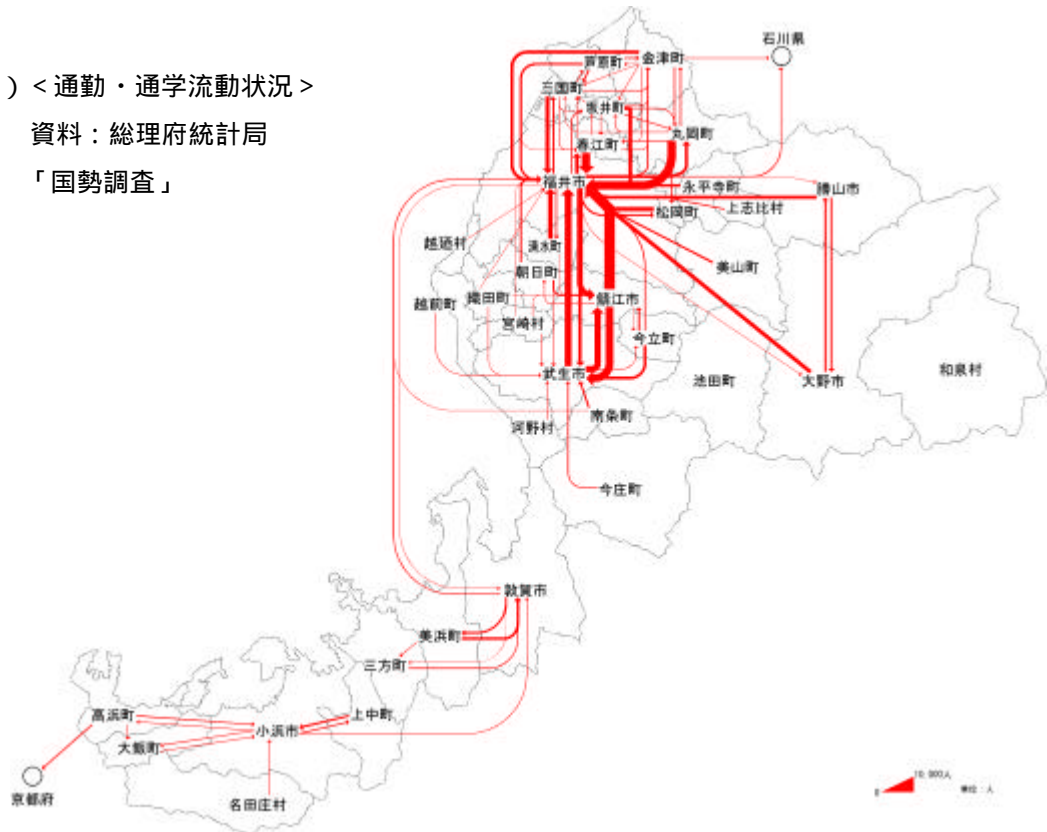 ) < 通勤・通学流動状況 >
資料：総理府統計局
「国勢調査」
石川県
金津町
芦原町
三国町
坂井町
丸岡町
春江町
福井市
永平寺町
勝山市
上志比村
松岡町
越廼村
清水町
美山町
朝日町
織田町
越前町
鯖江市
宮崎村
今立町
武生市
池田町
大野市
和泉村
南条町
河野村
今庄町
敦賀市
美浜町
三方町
高浜町
上中町
小浜市
大飯町
京都府
名田庄村
10,000人
0
単位：人